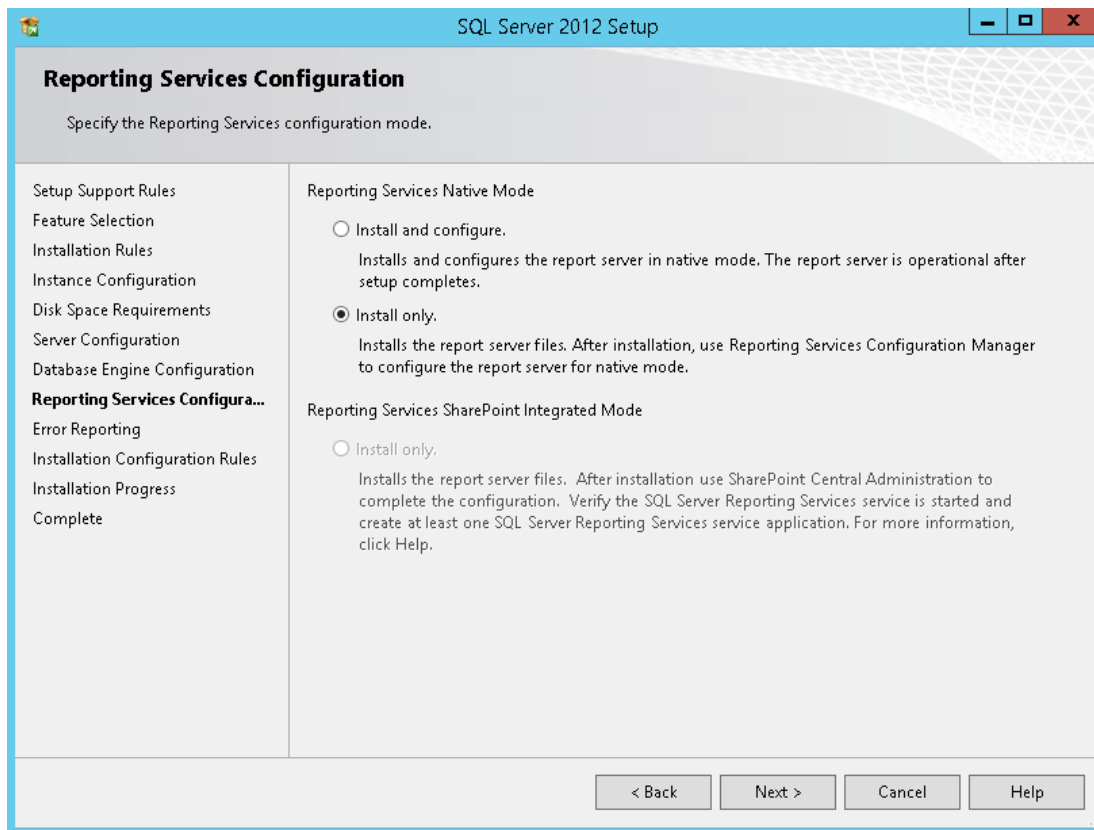 SQL Server 2012 Setup
Reporting Services Configuration
Specify the Reporting Services configuration mode.
Setup Support Rules
Feature Selection
Installation Rules
Instance Configuration
Disk Space Requirements
Server Configuration
Database Engine Configuration
Reporting Services Configura...
Error Reporting
Installation Configuration Rules
Installation Progress
Complete
Reporting Services Native Mode
Install and configure.
Installs and configures the report server in native mode. The report server is operational after
setup completes.
Install only.
Installs the report server files. After installation, use Reporting Services Configuration Manager
to configure the report server for native mode.
Reporting Services SharePoint Integrated Mode
Install only.
Installs the report server files.  After installation use SharePoint Central Administration to
complete the configuration.  Verify the SQL Server Reporting Services service is started and
create at least one SQL Server Reporting Services service application. For more information,
click Help.
< Back
Next >
Cancel
Help